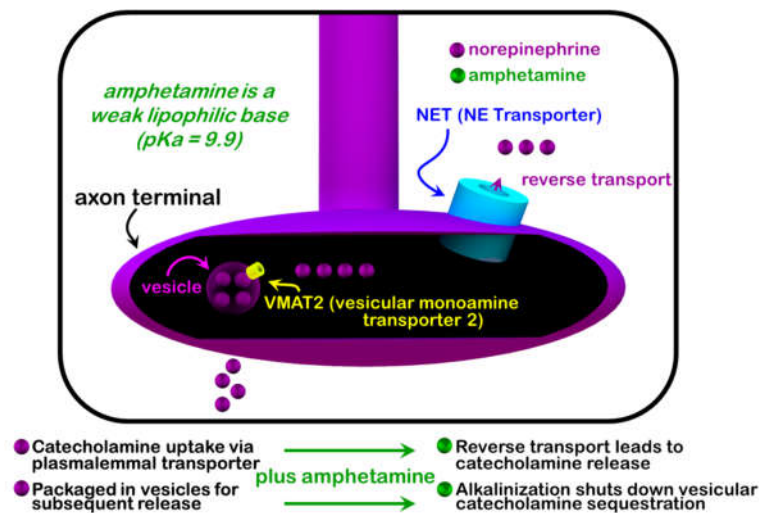 norepinephrine
amphetamine
amphetamine is a
weak lipophilic base
(pKa = 9.9)
NET (NE Transporter)
reverse transport
axon terminal
vesicle
VMAT2 (vesicular monoamine
transporter 2)
Catecholamine uptake via
plasmalemmal transporter
Reverse transport leads to
catecholamine release
plus amphetamine
Packaged in vesicles for
subsequent release
Alkalinization shuts down vesicular
catecholamine sequestration